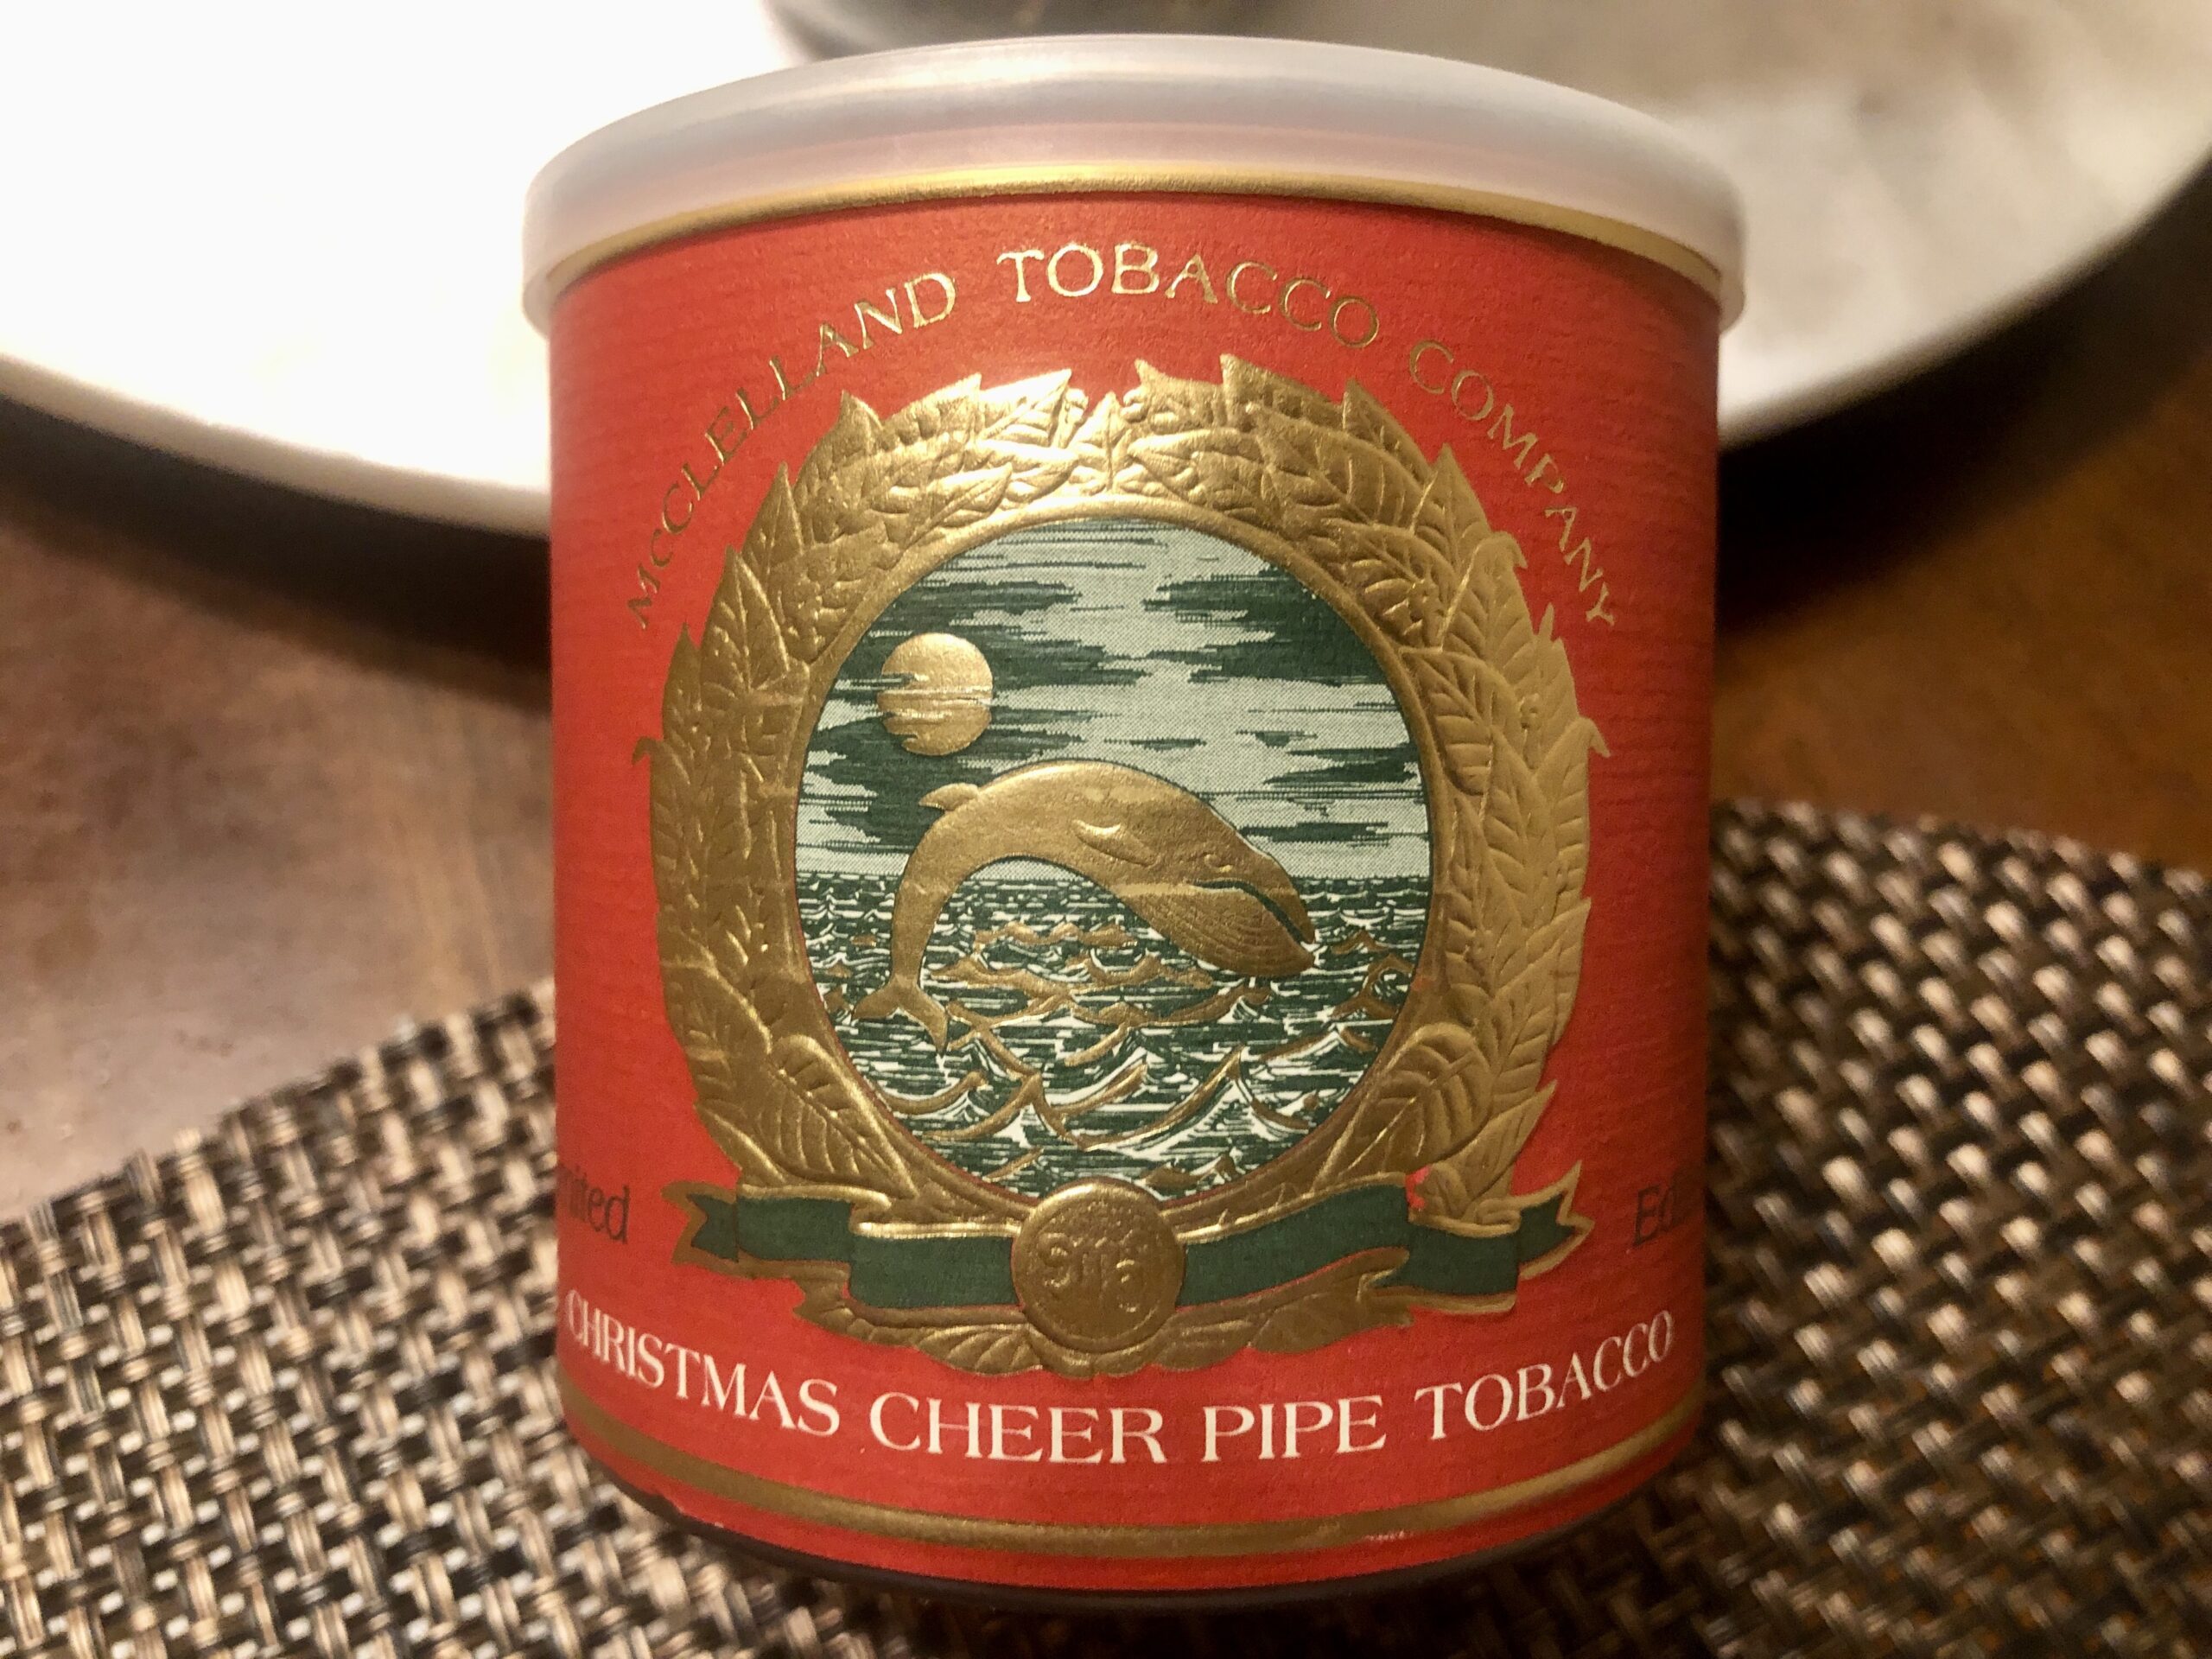 MCCLELLAND TOBACCO COMPANY
CHRISTMAS CHEER PIPE TOBACCO